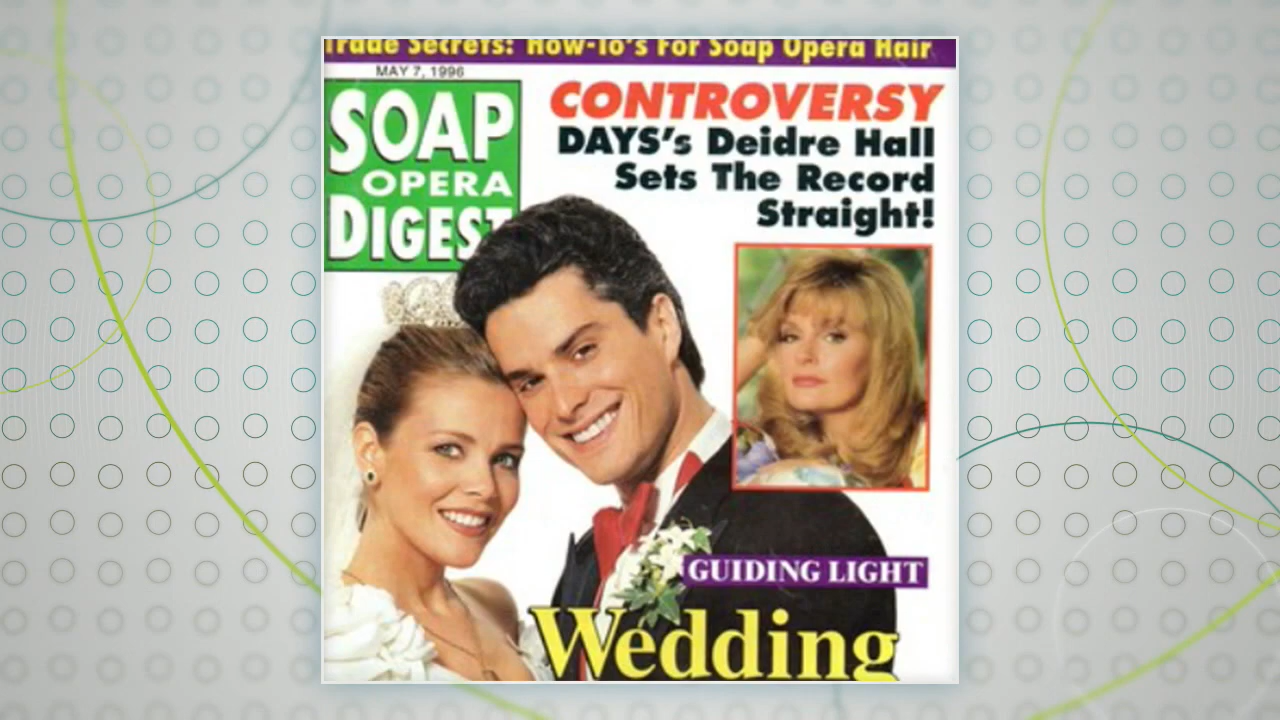 Trade Secrets: How-To's For Soap Opera Hair
MAY 7, 1996
SOAP
OPERA
DIGEST
CONTROVERSY
DAYS's Deidre Hall
Sets The Record
Straight!
GUIDING LIGHT
Wedding